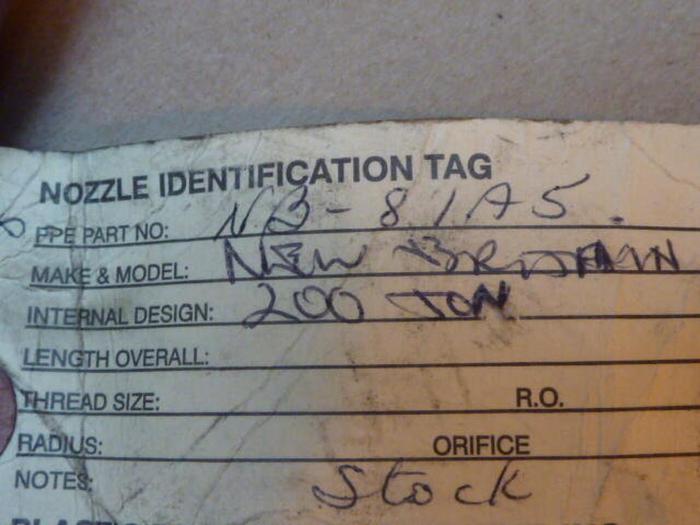 NOZZLE IDENTIFICATION TAG
PPE PART NO: NB-81A5.
MAKE & MODEL: NEW BRITAIN
INTERNAL DESIGN: 200 TON
LENGTH OVERALL:
THREAD SIZE: R.O.
RADIUS: ORIFICE
NOTES: Stock